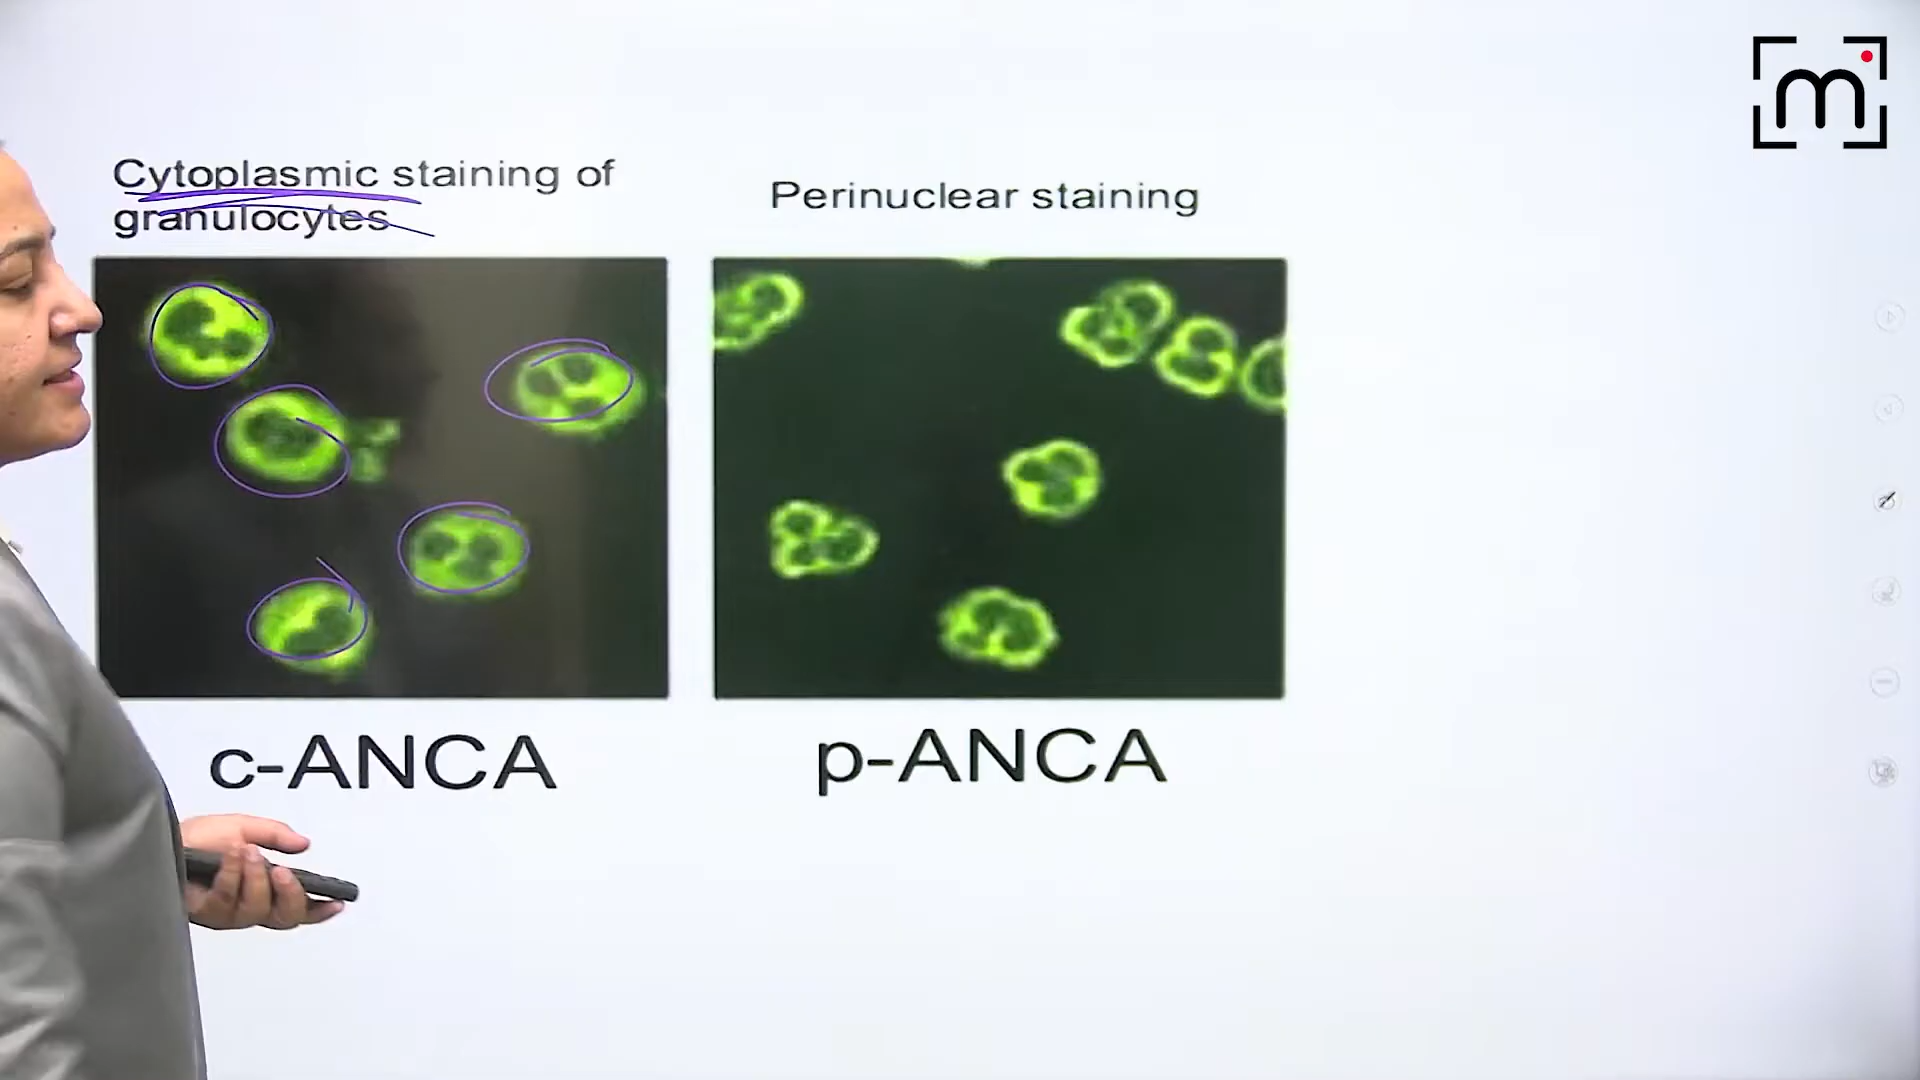 Cytoplasmic staining of
granulocytes
Perinuclear staining
c-ANCA
p-ANCA
m